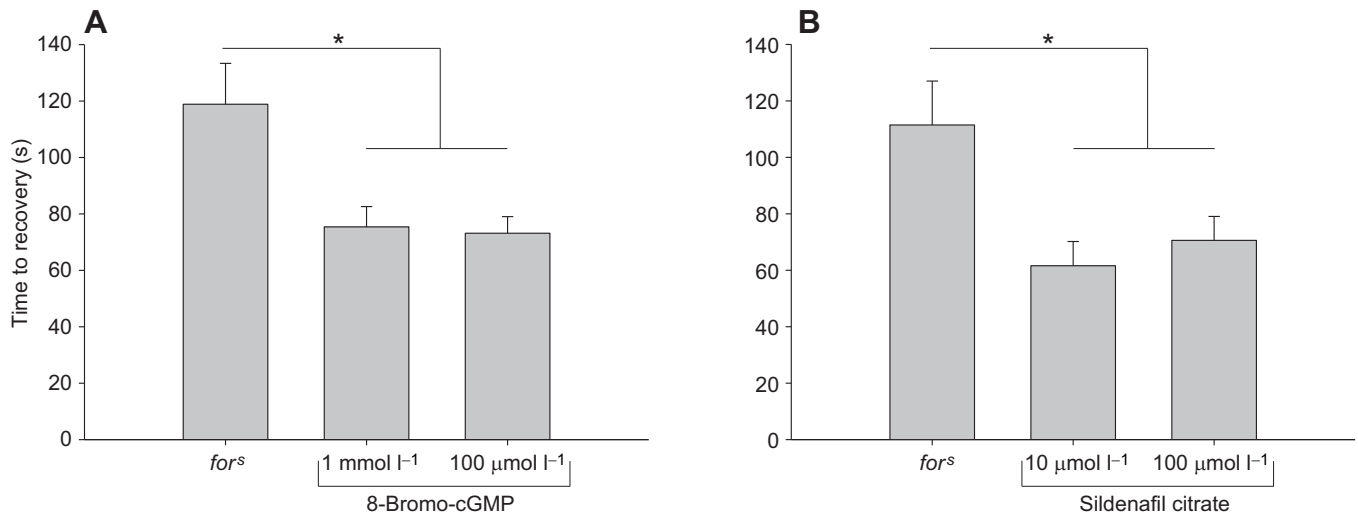 A
Time to recovery (s)
140
120
100
80
60
40
20
0
*
for^s
1 mmol l⁻¹
100 μmol l⁻¹
8-Bromo-cGMP
B
140
120
100
80
60
40
20
0
*
for^s
10 μmol l⁻¹
100 μmol l⁻¹
Sildenafil citrate